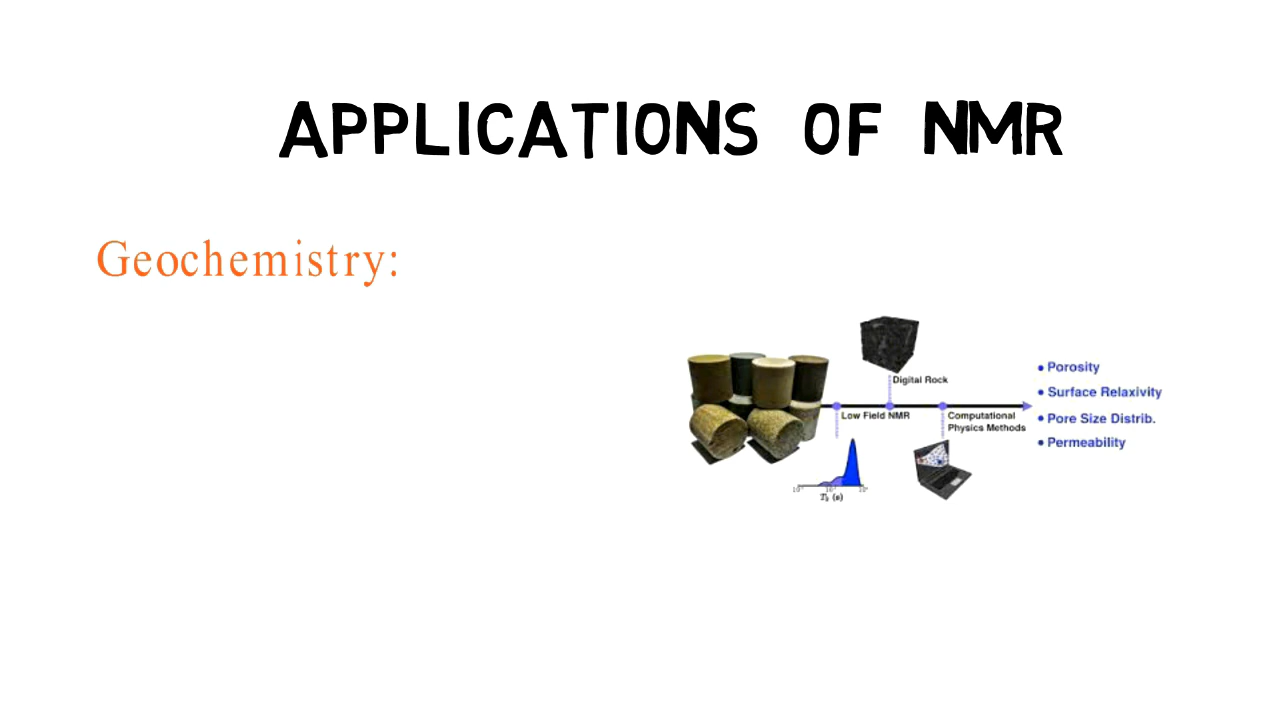 APPLICATIONS OF NMR
Geochemistry:
Digital Rock
Low Field NMR
Computational
Physics Methods
• Porosity
• Surface Relaxivity
• Pore Size Distrib.
• Permeability
T₂ (s)